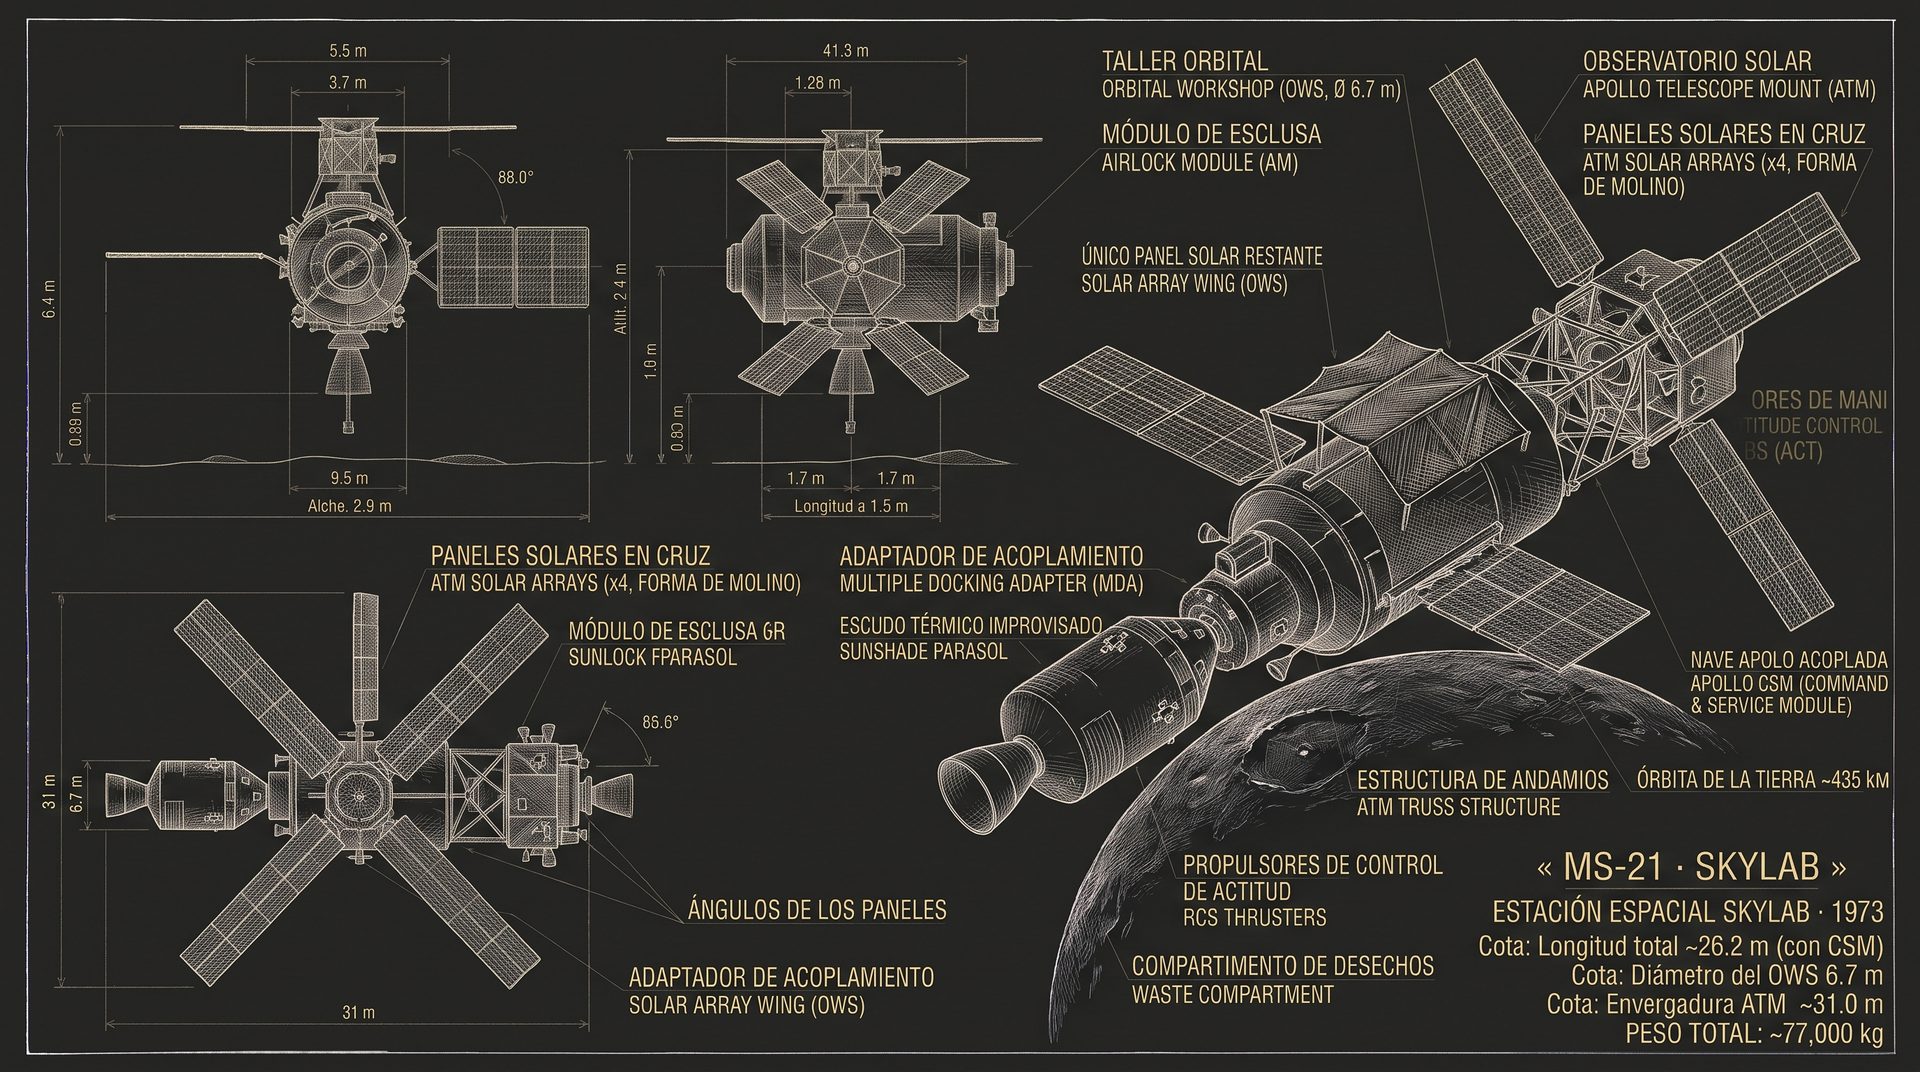 5.5 m
3.7 m
88.0°
6.4 m
0.89 m
9.5 m
Alche. 2.9 m
41.3 m
1.28 m
2.4 m
1.0 m
1.7 m
1.7 m
Longitud a 1.5 m
TALLER ORBITAL
ORBITAL WORKSHOP (OWS, Ø 6.7 m)
MÓDULO DE ESCLUSA
AIRLOCK MODULE (AM)
ÚNICO PANEL SOLAR RESTANTE
SOLAR ARRAY WING (OWS)
OBSERVATORIO SOLAR
APOLLO TELESCOPE MOUNT (ATM)
PANELES SOLARES EN CRUZ
ATM SOLAR ARRAYS (x4, FORMA
DE MOLINO)
ORES DE MANI
TITUDE CONTROL
BS (ACT)
PANELES SOLARES EN CRUZ
ATM SOLAR ARRAYS (x4, FORMA DE MOLINO)
MÓDULO DE ESCLUSA GR
SUNLOCK FPARASOL
86.6°
31 m
6.7 m
31 m
ÁNGULOS DE LOS PANELES
ADAPTADOR DE ACOPLAMIENTO
SOLAR ARRAY WING (OWS)
ADAPTADOR DE ACOPLAMIENTO
MULTIPLE DOCKING ADAPTER (MDA)
ESCUDO TÉRMICO IMPROVISADO
SUNSHADE PARASOL
NAVE APOLO ACOPLADA
APOLLO CSM (COMMAND
& SERVICE MODULE)
ESTRUCTURA DE ANDAMIOS
ATM TRUSS STRUCTURE
ÓRBITA DE LA TIERRA ~435 KM
PROPULSORES DE CONTROL
DE ACTITUD
RCS THRUSTERS
COMPARTIMENTO DE DESECHOS
WASTE COMPARTMENT
« MS-21 · SKYLAB »
ESTACIÓN ESPACIAL SKYLAB · 1973
Cota: Longitud total ~26.2 m (con CSM)
Cota: Diámetro del OWS 6.7 m
Cota: Envergadura ATM ~31.0 m
PESO TOTAL: ~77,000 kg